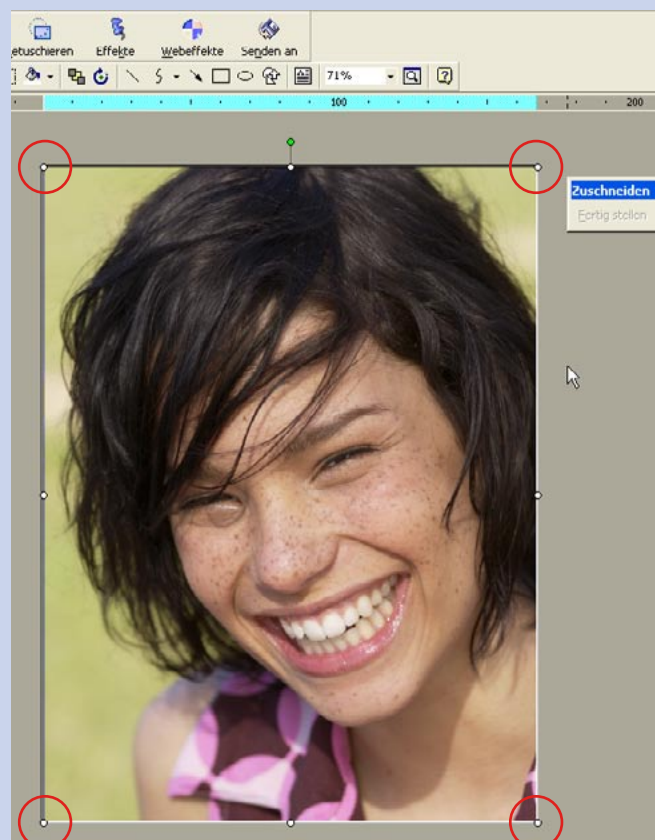 etuschieren Effekte Webeffekte Senden an
71%
100 200
Zuschneiden
Fertig stellen